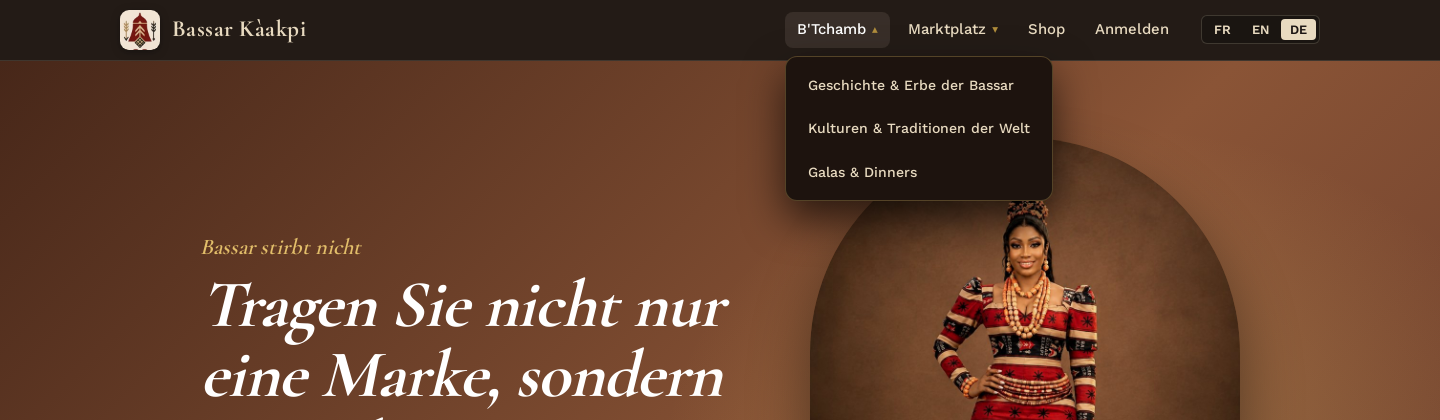 Bassar Kàakpi
B'Tchamb ▴ Marktplatz ▾ Shop Anmelden FR EN DE
Geschichte & Erbe der Bassar
Kulturen & Traditionen der Welt
Galas & Dinners
Bassar stirbt nicht
Tragen Sie nicht nur
eine Marke, sondern